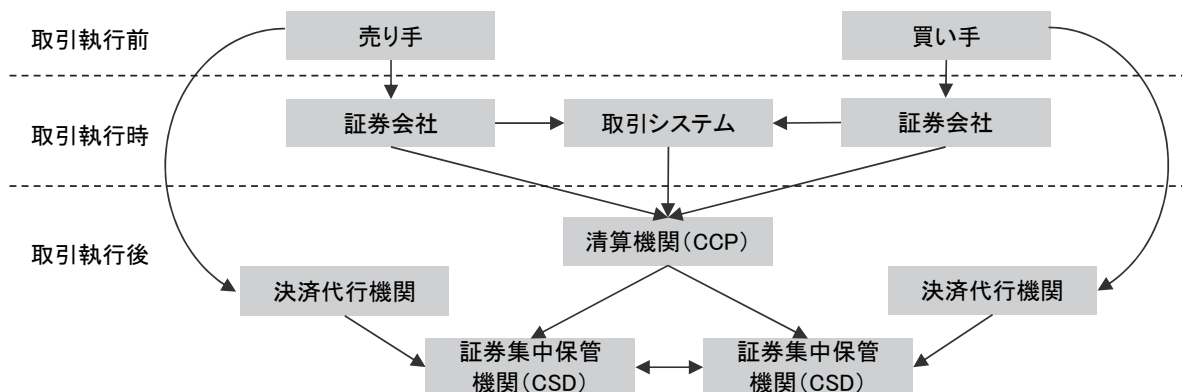 取引執行前
売り手
買い手
取引執行時
証券会社
取引システム
証券会社
取引執行後
清算機関(CCP)
決済代行機関
決済代行機関
証券集中保管
機関(CSD)
証券集中保管
機関(CSD)